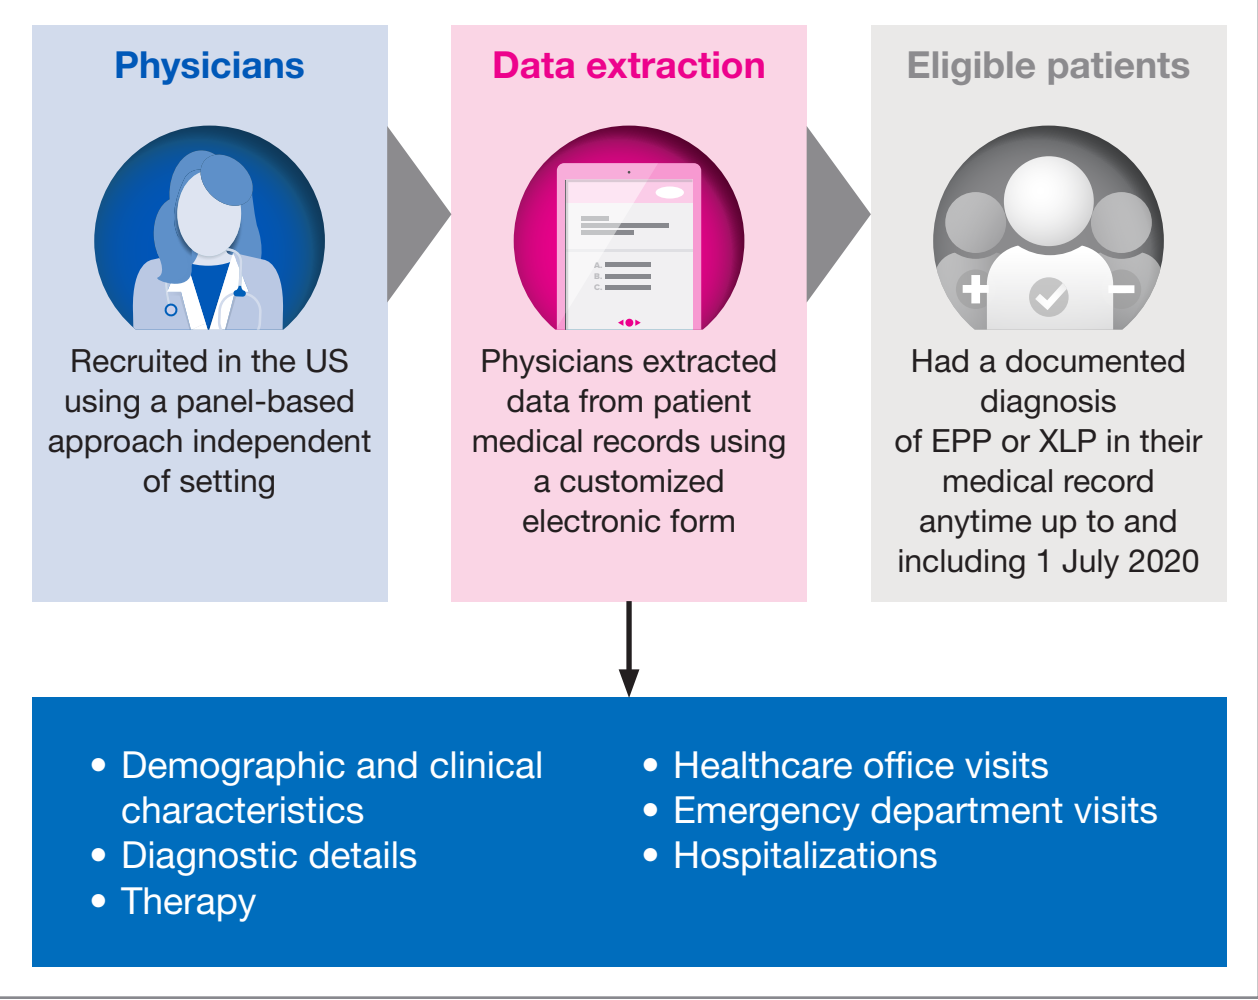 Physicians
Recruited in the US
using a panel-based
approach independent
of setting
Data extraction
A.
B.
C.
Physicians extracted
data from patient
medical records using
a customized
electronic form
Eligible patients
Had a documented
diagnosis
of EPP or XLP in their
medical record
anytime up to and
including 1 July 2020
• Demographic and clinical
characteristics
• Diagnostic details
• Therapy
• Healthcare office visits
• Emergency department visits
• Hospitalizations